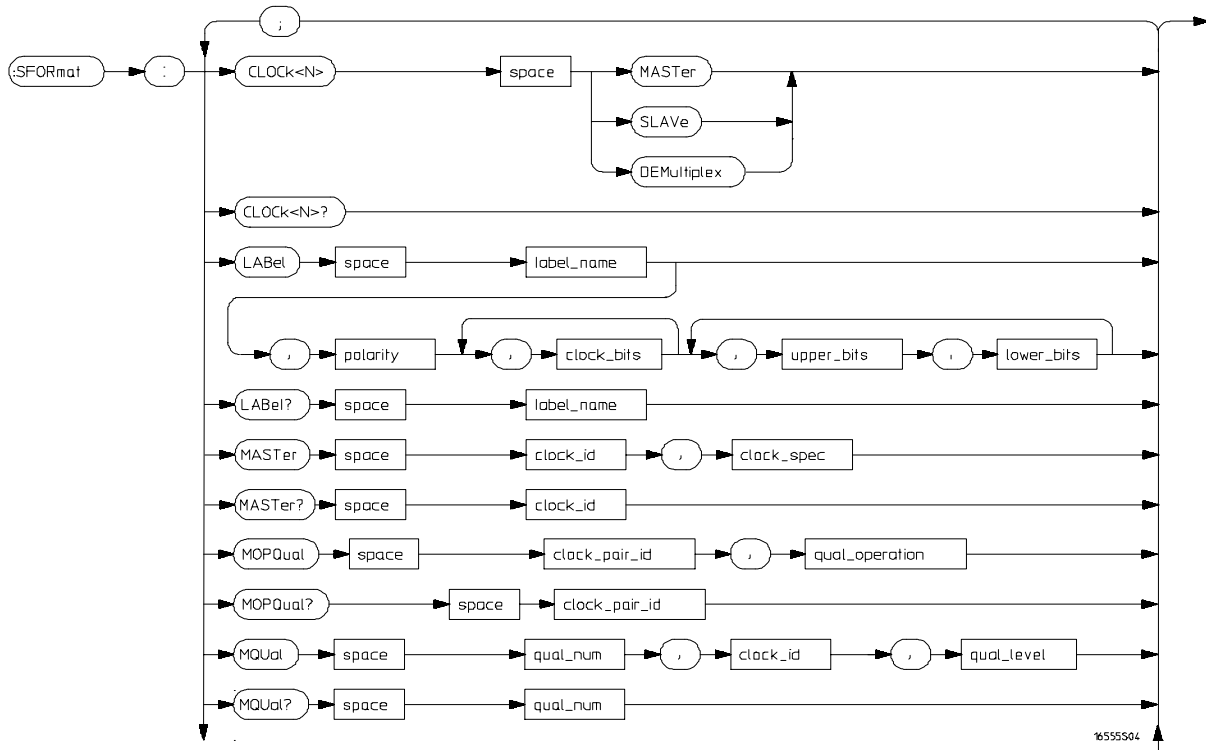 ;
:SFORmat : CLOCk<N> space MASTer
SLAVe
DEMultiplex
CLOCk<N>?
LABel space label_name
, polarity , clock_bits , upper_bits , lower_bits
LABel? space label_name
MASTer space clock_id , clock_spec
MASTer? space clock_id
MOPQual space clock_pair_id , qual_operation
MOPQual? space clock_pair_id
MQUal space qual_num , clock_id , qual_level
MQUal? space qual_num
16555S04